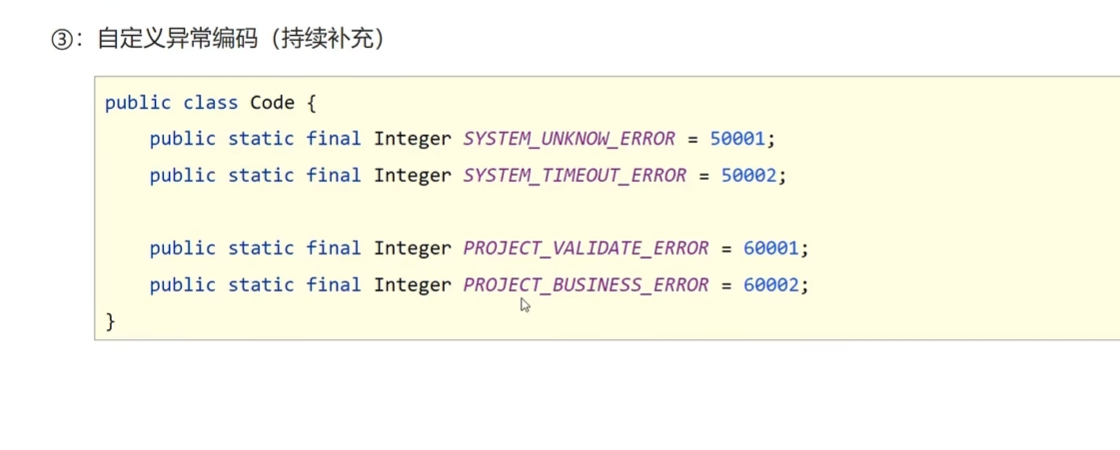 ③：自定义异常编码（持续补充）
public class Code {
    public static final Integer SYSTEM_UNKNOW_ERROR = 50001;
    public static final Integer SYSTEM_TIMEOUT_ERROR = 50002;
    public static final Integer PROJECT_VALIDATE_ERROR = 60001;
    public static final Integer PROJECT_BUSINESS_ERROR = 60002;
}